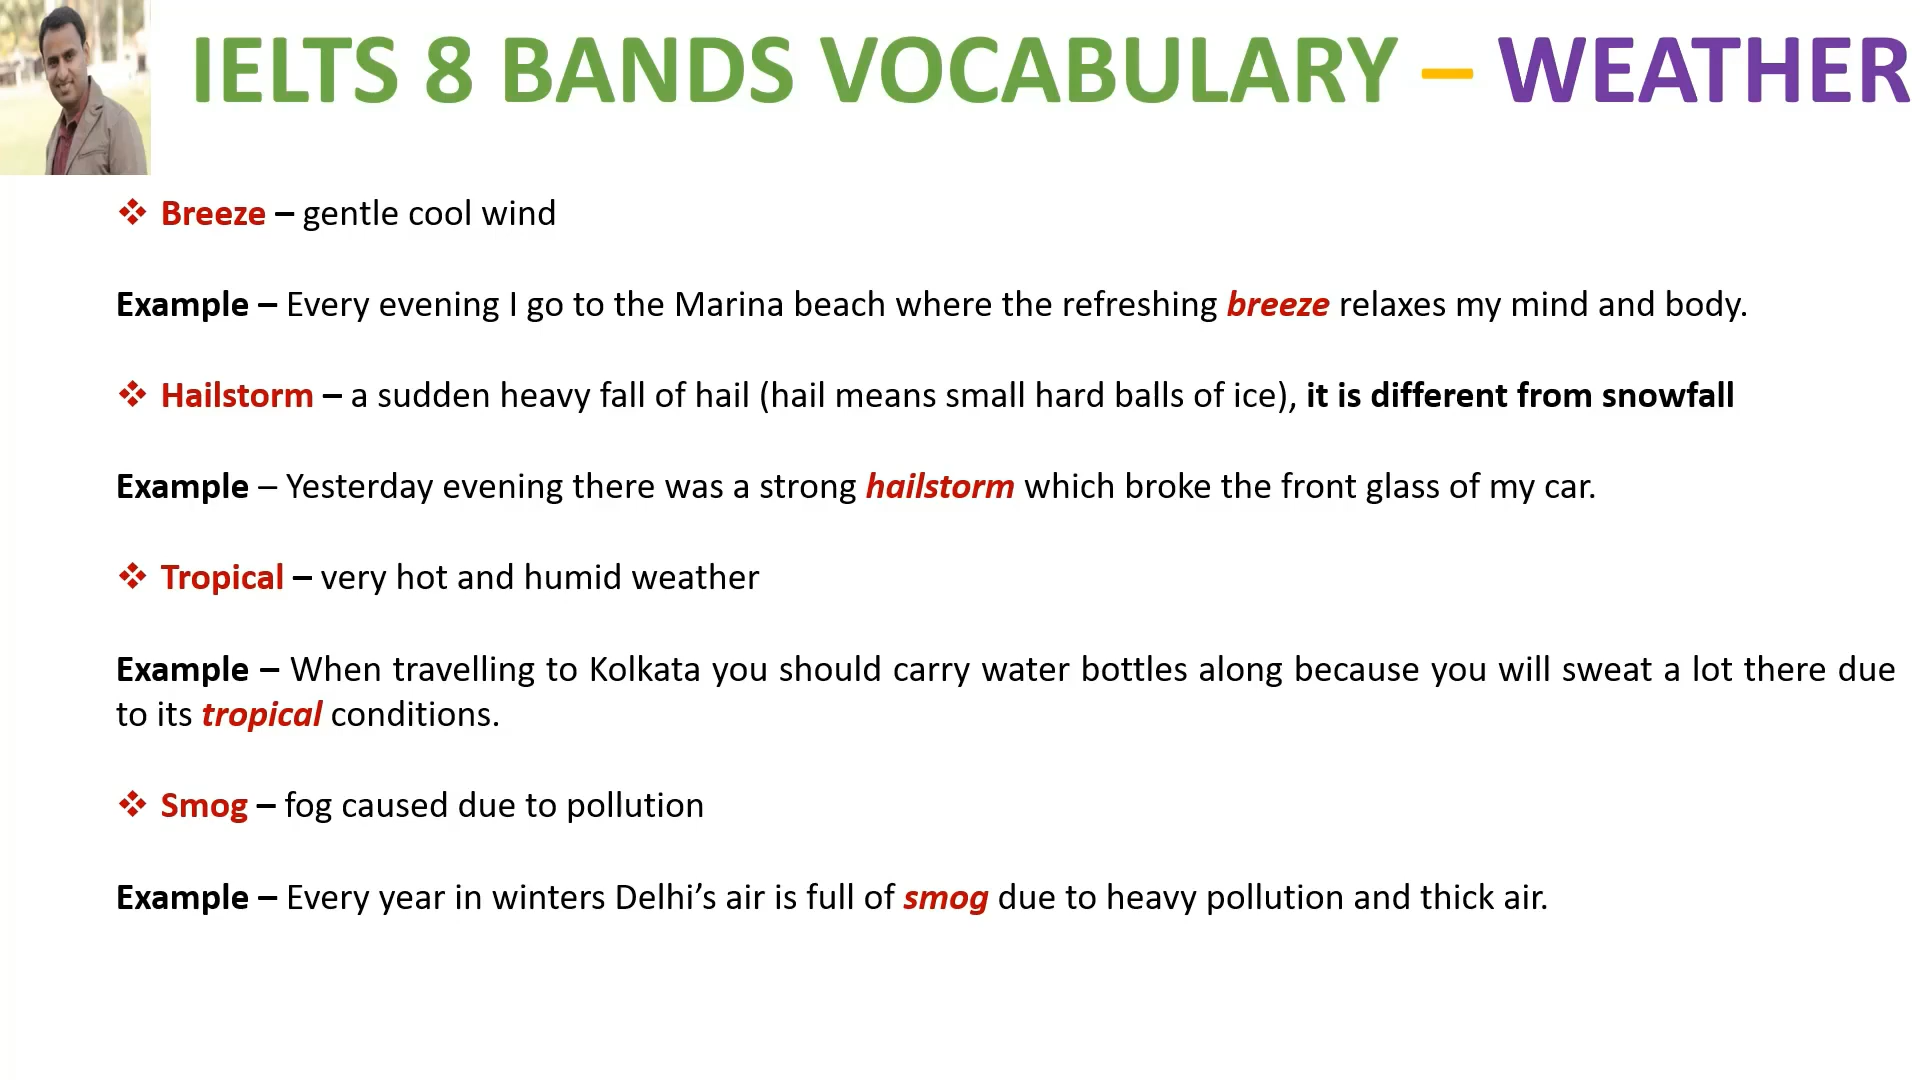 IELTS 8 BANDS VOCABULARY – WEATHER
❖ Breeze – gentle cool wind
Example – Every evening I go to the Marina beach where the refreshing breeze relaxes my mind and body.
❖ Hailstorm – a sudden heavy fall of hail (hail means small hard balls of ice), it is different from snowfall
Example – Yesterday evening there was a strong hailstorm which broke the front glass of my car.
❖ Tropical – very hot and humid weather
Example – When travelling to Kolkata you should carry water bottles along because you will sweat a lot there due
to its tropical conditions.
❖ Smog – fog caused due to pollution
Example – Every year in winters Delhi’s air is full of smog due to heavy pollution and thick air.